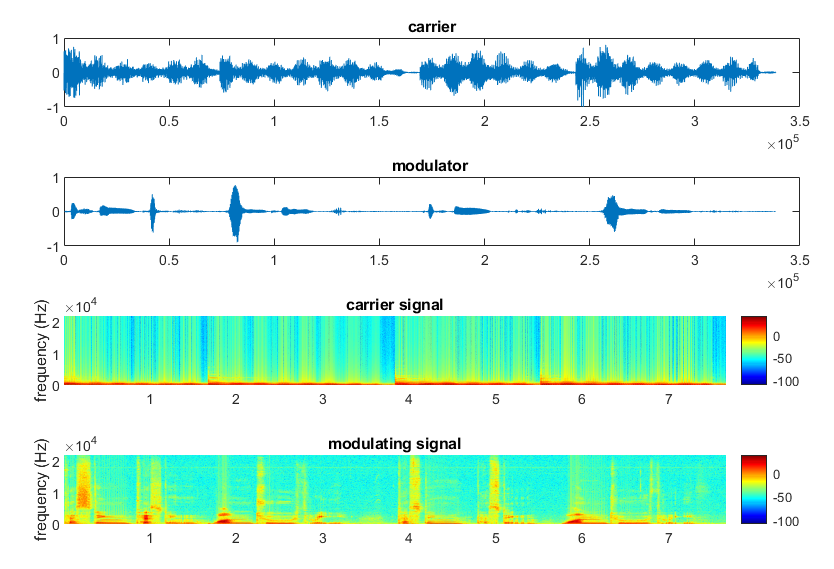 carrier
1
0
-1
0 0.5 1 1.5 2 2.5 3 3.5
×10^5
modulator
1
0
-1
0 0.5 1 1.5 2 2.5 3 3.5
×10^5
carrier signal
×10^4
frequency (Hz)
2
1
0
1 2 3 4 5 6 7
0
-50
-100
modulating signal
×10^4
frequency (Hz)
2
1
0
1 2 3 4 5 6 7
0
-50
-100